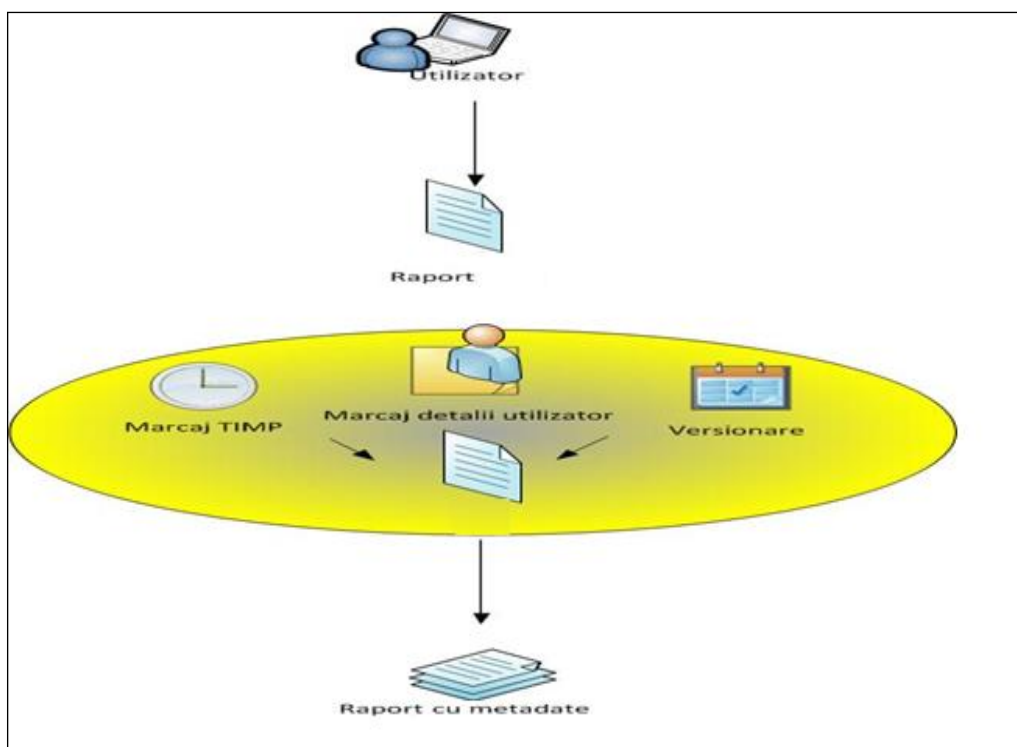 Utilizator
Raport
Marcaj TIMP
Marcaj detalii utilizator
Versionare
Raport cu metadate